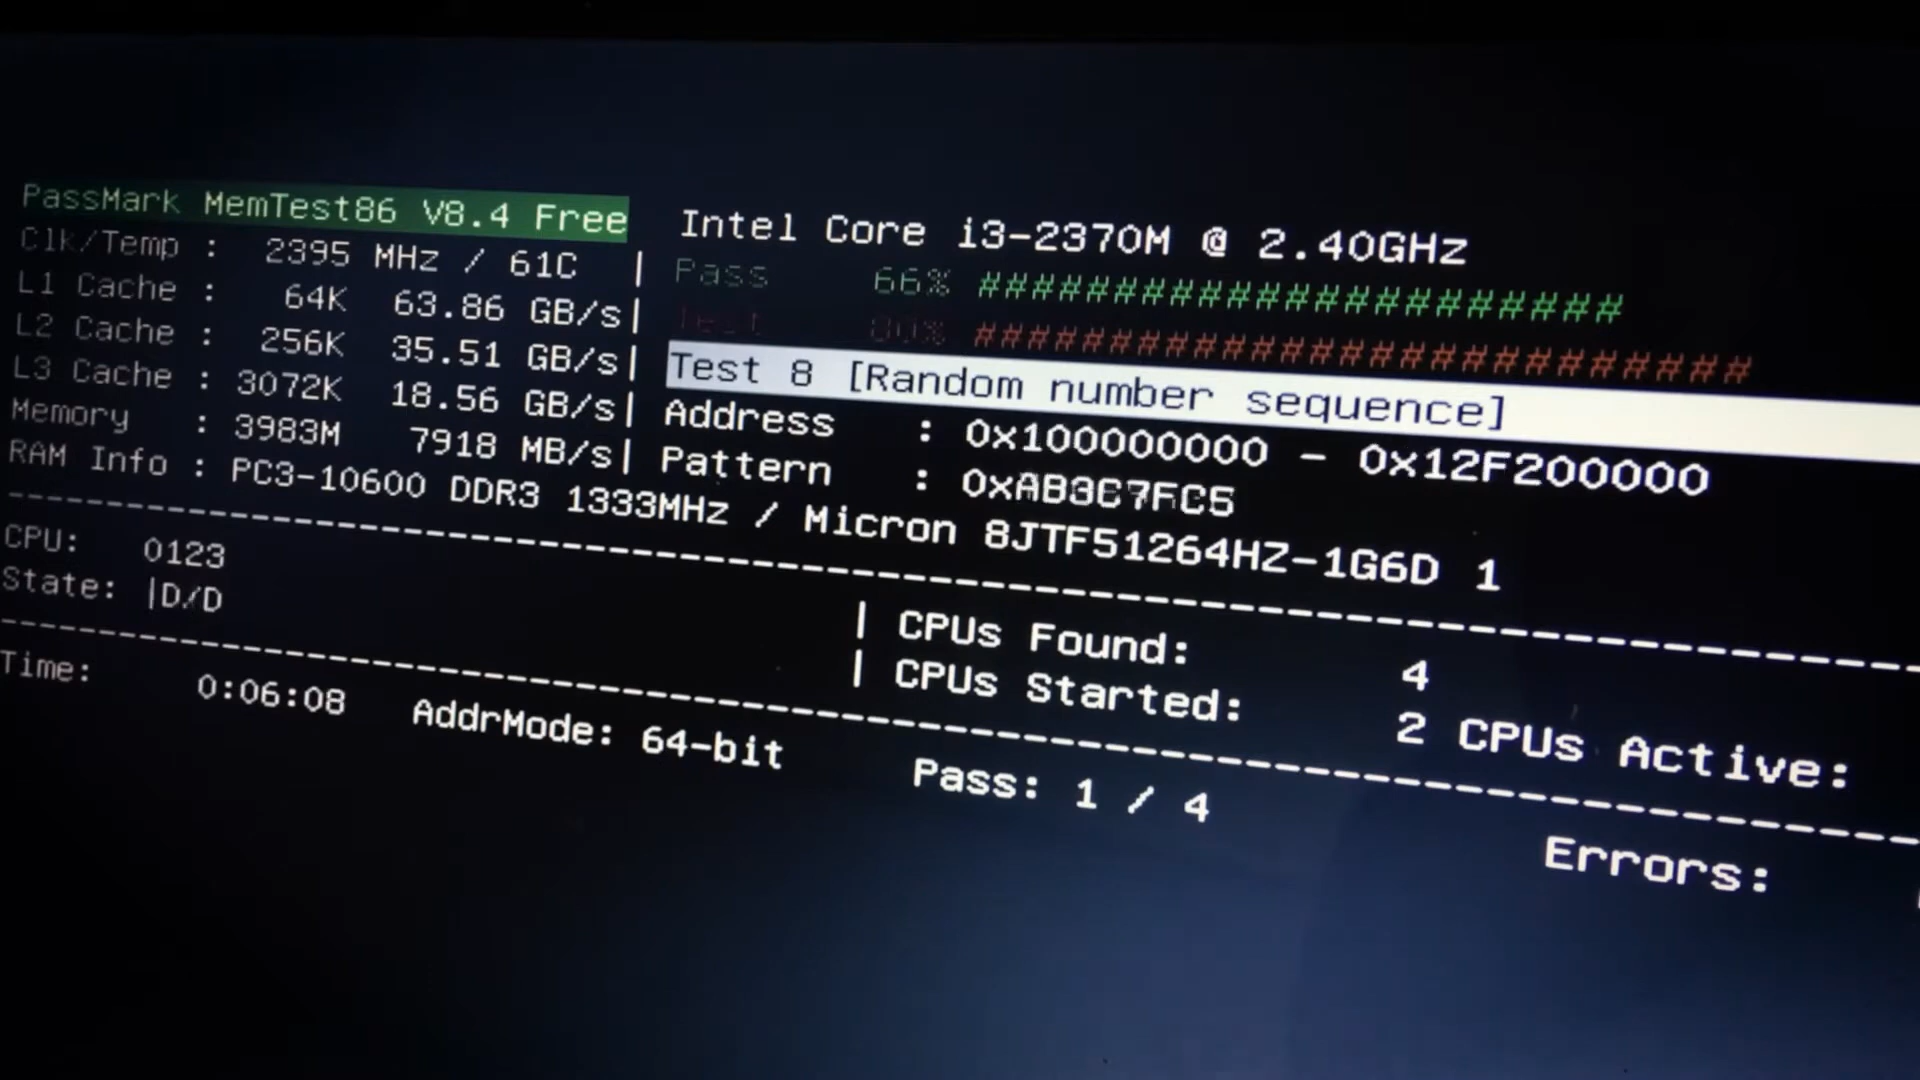 PassMark MemTest86 V8.4 Free Intel Core i3-2370M @ 2.40GHz
Clk/Temp : 2395 MHz / 61C | Pass 66% ########################
L1 Cache : 64K 63.86 GB/s| Test 80% #############################
L2 Cache : 256K 35.51 GB/s| Test 8 [Random number sequence]
L3 Cache : 3072K 18.56 GB/s| Address : 0x100000000 - 0x12F200000
Memory : 3983M 7918 MB/s| Pattern : 0xAB3C7FC5
RAM Info : PC3-10600 DDR3 1333MHz / Micron 8JTF51264HZ-1G6D 1
CPU: 0123 | CPUs Found: 4
State: |D/D | CPUs Started: 2 CPUs Active:
Time: 0:06:08 AddrMode: 64-bit Pass: 1 / 4 Errors: